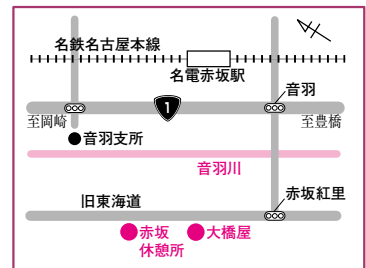 名鉄名古屋本線
名電赤坂駅
音羽
1
至岡崎
至豊橋
音羽支所
音羽川
赤坂紅里
旧東海道
赤坂
休憩所
大橋屋